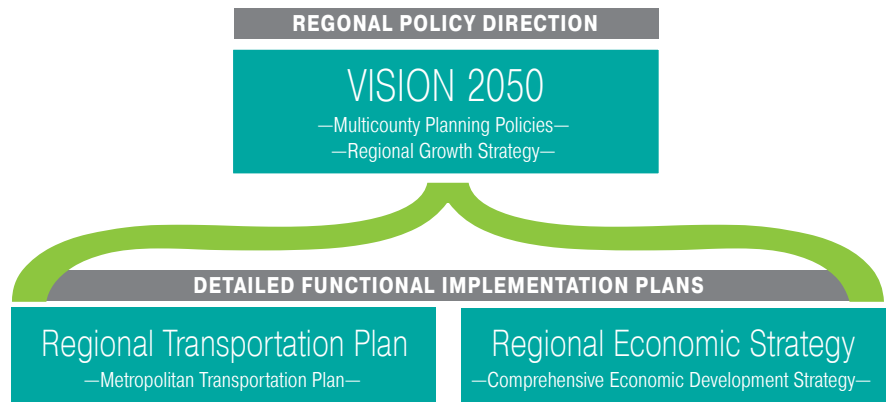 REGONAL POLICY DIRECTION
VISION 2050
—Multicounty Planning Policies—
—Regional Growth Strategy—
DETAILED FUNCTIONAL IMPLEMENTATION PLANS
Regional Transportation Plan
—Metropolitan Transportation Plan—
Regional Economic Strategy
—Comprehensive Economic Development Strategy—